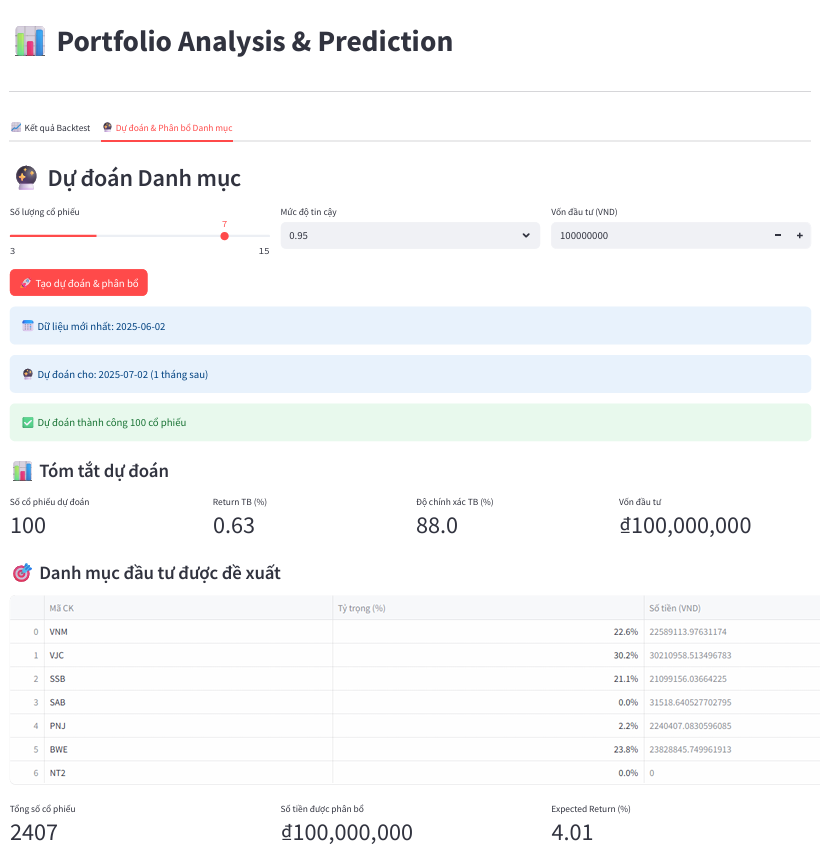 Portfolio Analysis & Prediction
Kết quả Backtest Dự đoán & Phân bổ Danh mục
Dự đoán Danh mục
Số lượng cổ phiếu Mức độ tin cậy Vốn đầu tư (VND)
7
0.95 100000000 − +
3 15
Tạo dự đoán & phân bổ
Dữ liệu mới nhất: 2025-06-02
Dự đoán cho: 2025-07-02 (1 tháng sau)
Dự đoán thành công 100 cổ phiếu
Tóm tắt dự đoán
Số cổ phiếu dự đoán Return TB (%) Độ chính xác TB (%) Vốn đầu tư
100 0.63 88.0 ₫100,000,000
Danh mục đầu tư được đề xuất
Mã CK Tỷ trọng (%) Số tiền (VND)
0 VNM 22.6% 22589113.97631174
1 VJC 30.2% 30210958.513496783
2 SSB 21.1% 21099156.03664225
3 SAB 0.0% 31518.640527702795
4 PNJ 2.2% 2240407.0830596085
5 BWE 23.8% 23828845.749961913
6 NT2 0.0% 0
Tổng số cổ phiếu Số tiền được phân bổ Expected Return (%)
2407 ₫100,000,000 4.01